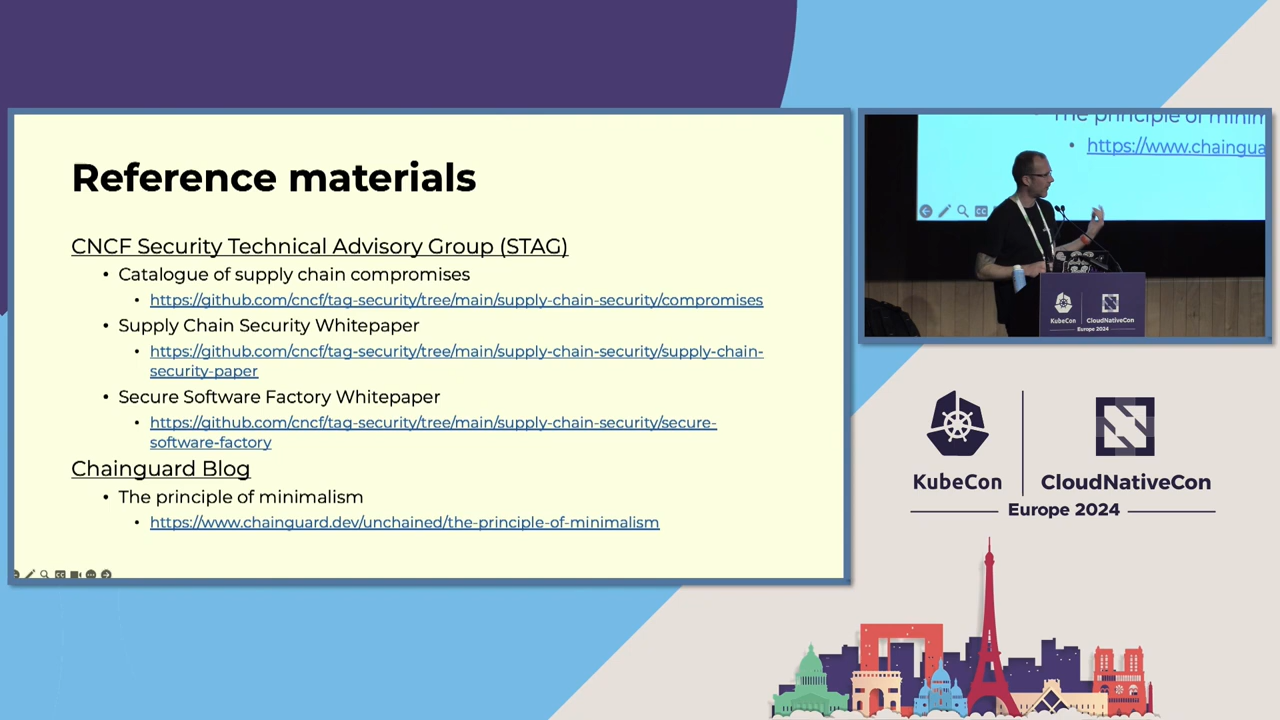 Reference materials
CNCF Security Technical Advisory Group (STAG)
• Catalogue of supply chain compromises
• https://github.com/cncf/tag-security/tree/main/supply-chain-security/compromises
• Supply Chain Security Whitepaper
• https://github.com/cncf/tag-security/tree/main/supply-chain-security/supply-chain-
security-paper
• Secure Software Factory Whitepaper
• https://github.com/cncf/tag-security/tree/main/supply-chain-security/secure-
software-factory
Chainguard Blog
• The principle of minimalism
• https://www.chainguard.dev/unchained/the-principle-of-minimalism
The principle of minim
• https://www.chaingua
KubeCon
CloudNativeCon
Europe 2024
KubeCon
CloudNativeCon
Europe 2024